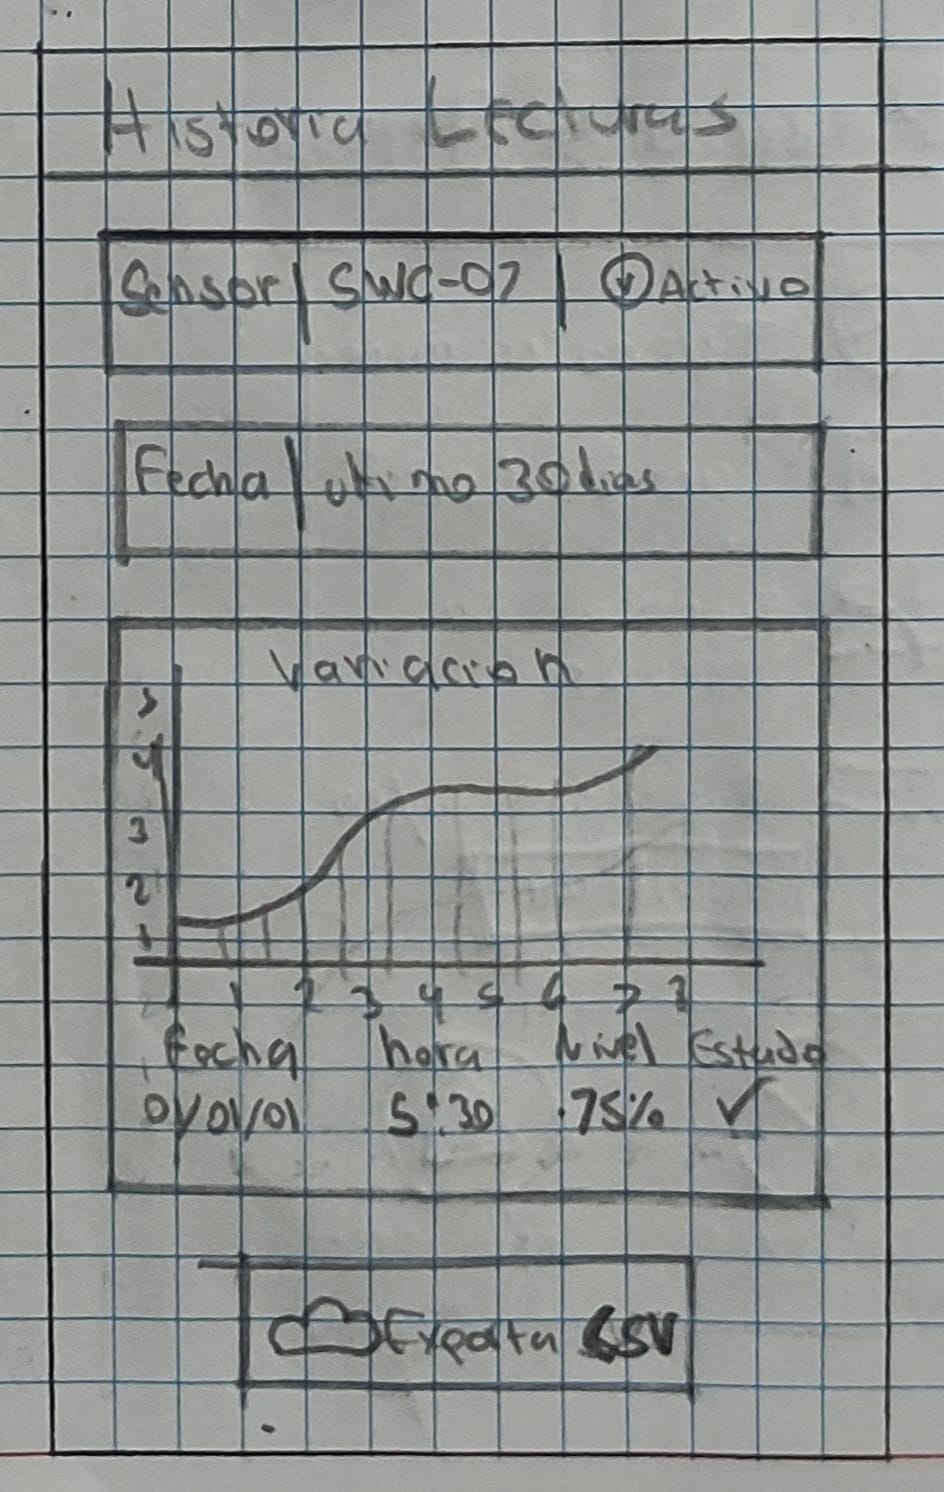 Historia Lecturas
Sensor | SWC-07 | Activo
Fecha | ultimo 30 dias
Variacion
5
4
3
2
1
1 2 3 4 5 6 7
Fecha hora Nivel Estado
01/01/01 5:30 75% ✓
Exporta CSV